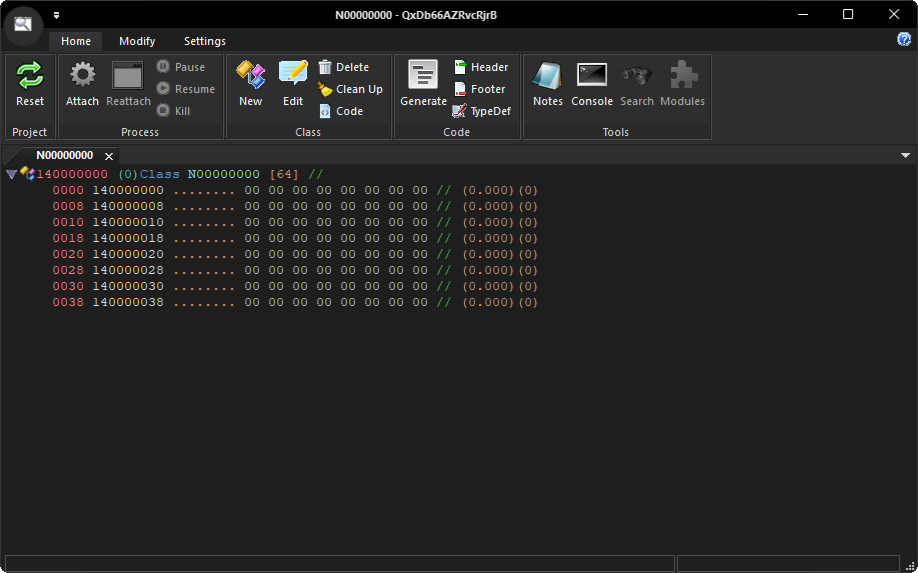 N00000000 - QxDb66AZRvcRjrB
Home Modify Settings
Reset
Project
Attach Reattach Pause Resume Kill
Process
New Edit Delete Clean Up Code
Class
Generate Header Footer TypeDef
Code
Notes Console Search Modules
Tools
N00000000
140000000 (0)Class N00000000 [64] //
0000 140000000 ........ 00 00 00 00 00 00 00 00 // (0.000)(0)
0008 140000008 ........ 00 00 00 00 00 00 00 00 // (0.000)(0)
0010 140000010 ........ 00 00 00 00 00 00 00 00 // (0.000)(0)
0018 140000018 ........ 00 00 00 00 00 00 00 00 // (0.000)(0)
0020 140000020 ........ 00 00 00 00 00 00 00 00 // (0.000)(0)
0028 140000028 ........ 00 00 00 00 00 00 00 00 // (0.000)(0)
0030 140000030 ........ 00 00 00 00 00 00 00 00 // (0.000)(0)
0038 140000038 ........ 00 00 00 00 00 00 00 00 // (0.000)(0)